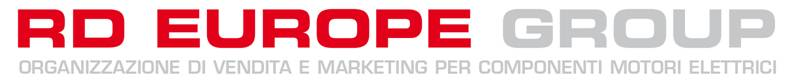 RD EUROPE GROUP
ORGANIZZAZIONE DI VENDITA E MARKETING PER COMPONENTI MOTORI ELETTRICI